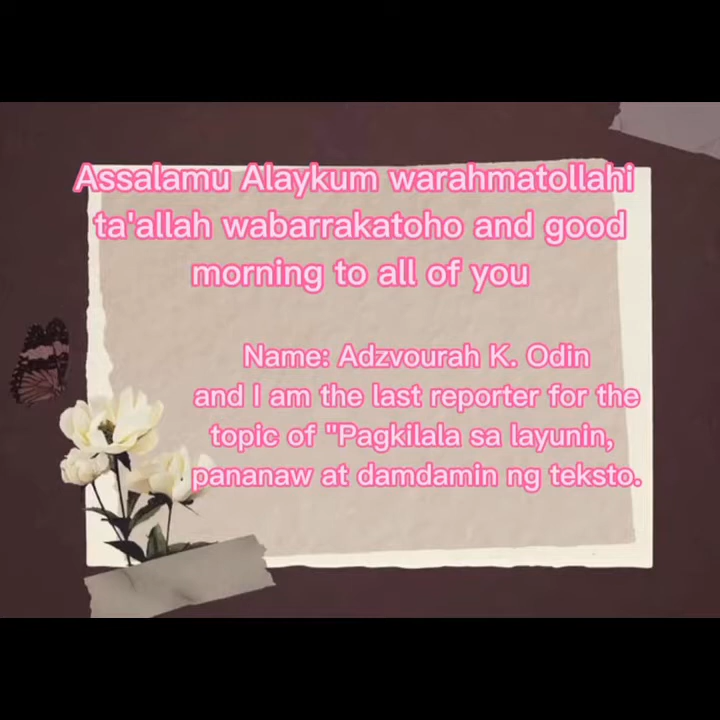 Assalamu Alaykum warahmatollahi
ta'allah wabarrakatoho and good
morning to all of you
Name: Adzvourah K. Odin
and I am the last reporter for the
topic of "Pagkilala sa layunin,
pananaw at damdamin ng teksto.